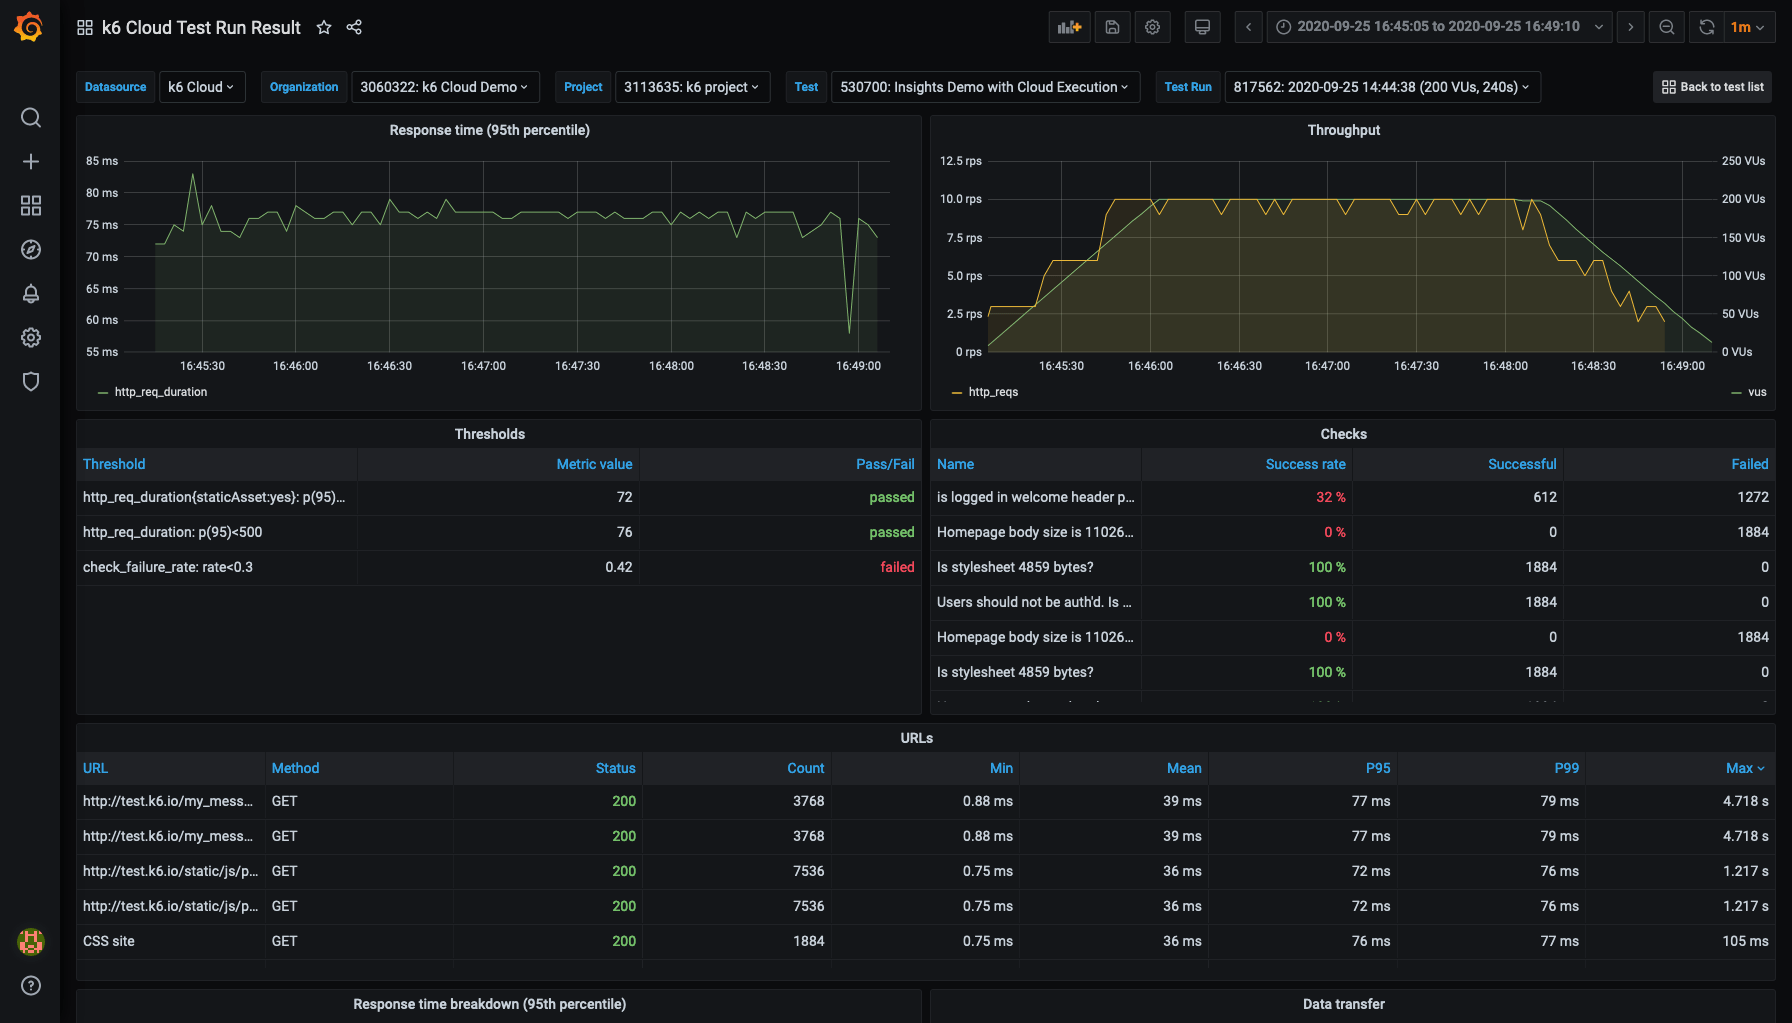 k6 Cloud Test Run Result
2020-09-25 16:45:05 to 2020-09-25 16:49:10
1m
Datasource k6 Cloud Organization 3060322: k6 Cloud Demo Project 3113635: k6 project Test 530700: Insights Demo with Cloud Execution Test Run 817562: 2020-09-25 14:44:38 (200 VUs, 240s) Back to test list
Response time (95th percentile)
85 ms
80 ms
75 ms
70 ms
65 ms
60 ms
55 ms
16:45:30 16:46:00 16:46:30 16:47:00 16:47:30 16:48:00 16:48:30 16:49:00
http_req_duration
Throughput
12.5 rps 250 VUs
10.0 rps 200 VUs
7.5 rps 150 VUs
5.0 rps 100 VUs
2.5 rps 50 VUs
0 rps 0 VUs
16:45:30 16:46:00 16:46:30 16:47:00 16:47:30 16:48:00 16:48:30 16:49:00
http_reqs vus
Thresholds
Threshold Metric value Pass/Fail
http_req_duration{staticAsset:yes}: p(95)... 72 passed
http_req_duration: p(95)<500 76 passed
check_failure_rate: rate<0.3 0.42 failed
Checks
Name Success rate Successful Failed
is logged in welcome header p... 32 % 612 1272
Homepage body size is 11026... 0 % 0 1884
Is stylesheet 4859 bytes? 100 % 1884 0
Users should not be auth'd. Is ... 100 % 1884 0
Homepage body size is 11026... 0 % 0 1884
Is stylesheet 4859 bytes? 100 % 1884 0
URLs
URL Method Status Count Min Mean P95 P99 Max
http://test.k6.io/my_mess... GET 200 3768 0.88 ms 39 ms 77 ms 79 ms 4.718 s
http://test.k6.io/my_mess... GET 200 3768 0.88 ms 39 ms 77 ms 79 ms 4.718 s
http://test.k6.io/static/js/p... GET 200 7536 0.75 ms 36 ms 72 ms 76 ms 1.217 s
http://test.k6.io/static/js/p... GET 200 7536 0.75 ms 36 ms 72 ms 76 ms 1.217 s
CSS site GET 200 1884 0.75 ms 36 ms 76 ms 77 ms 105 ms
Response time breakdown (95th percentile)
Data transfer